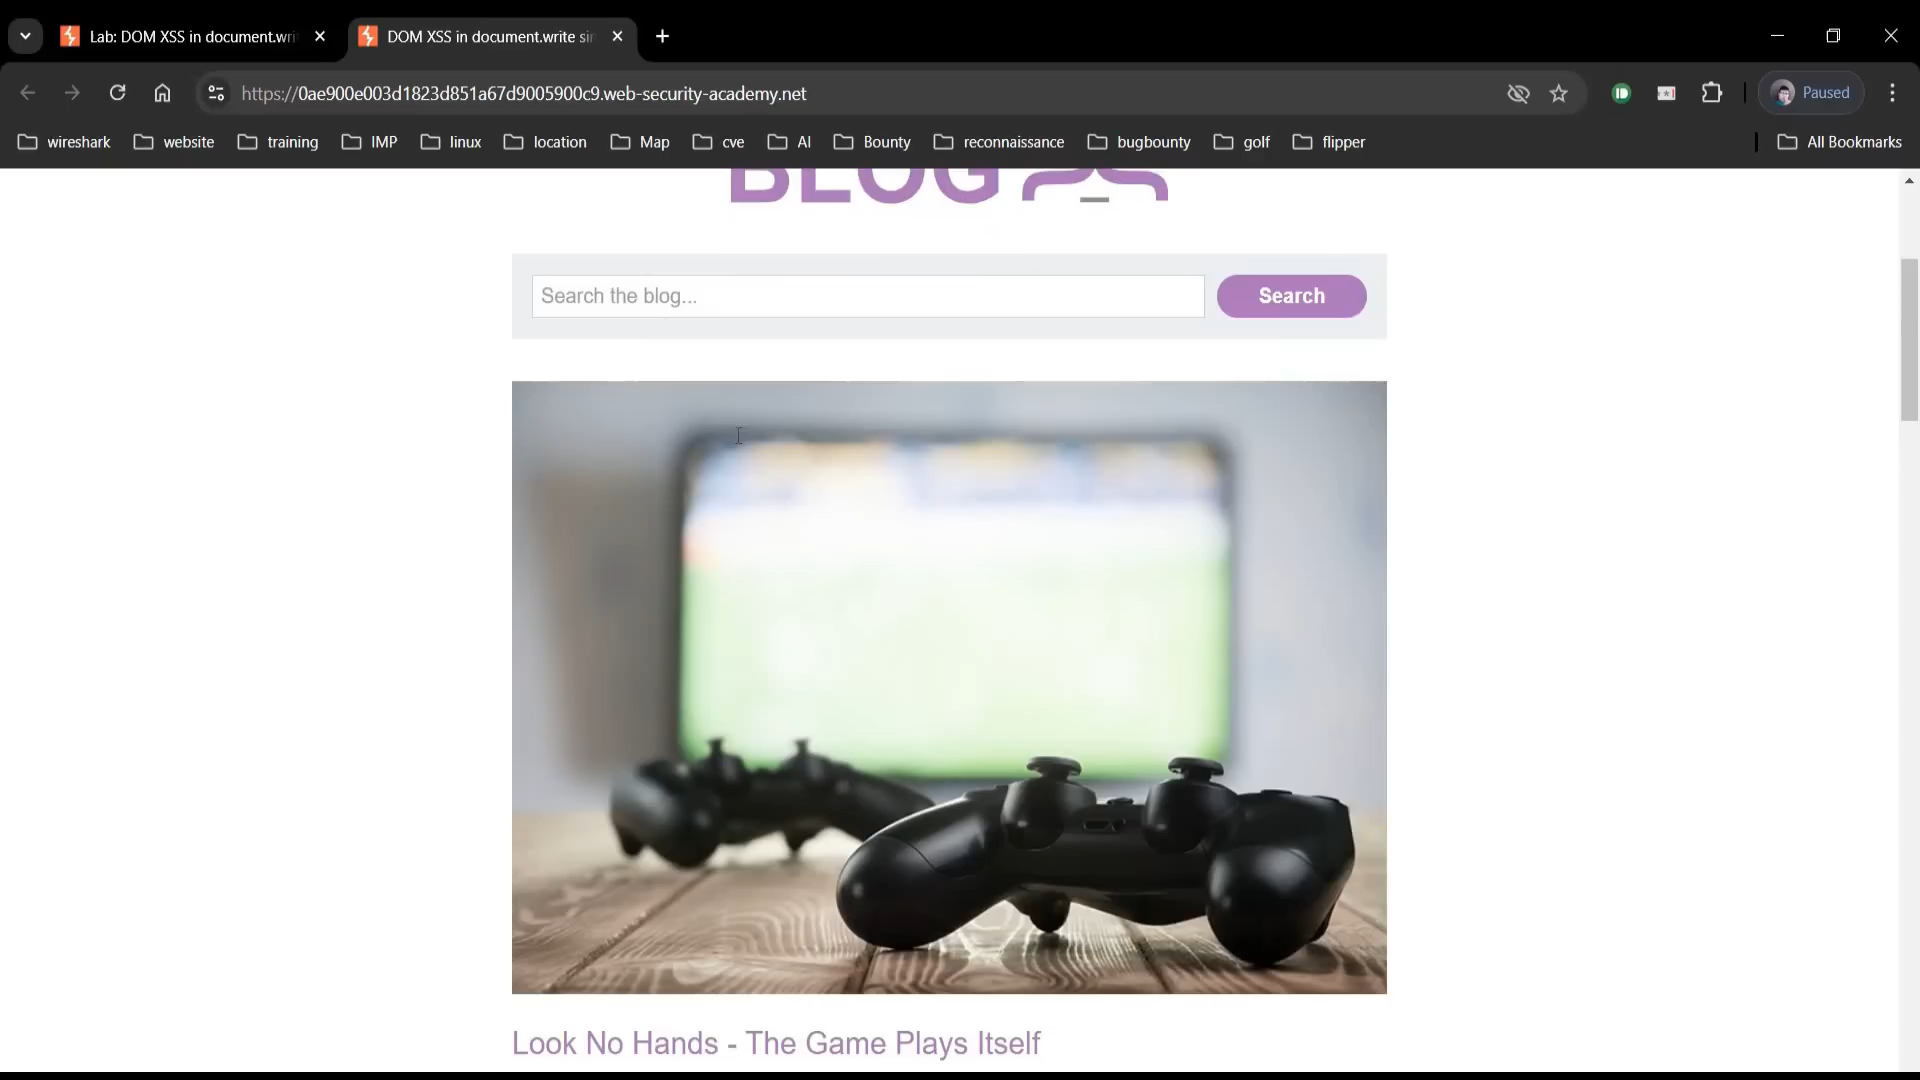 Lab: DOM XSS in document.wri
DOM XSS in document.write sin
https://0ae900e003d1823d851a67d9005900c9.web-security-academy.net
Paused
wireshark
website
training
IMP
linux
location
Map
cve
AI
Bounty
reconnaissance
bugbounty
golf
flipper
All Bookmarks
BLOG
Search the blog...
Search
Look No Hands - The Game Plays Itself